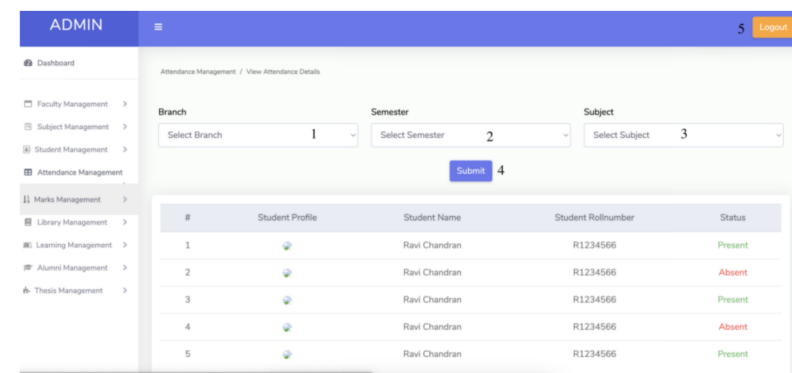 ADMIN
5 Logout
Dashboard
Attendance Management / View Attendance Details
Faculty Management >
Subject Management >
Student Management >
Attendance Management
Marks Management >
Library Management >
Learning Management >
Alumni Management >
Thesis Management >
Branch Semester Subject
Select Branch 1 Select Semester 2 Select Subject 3
Submit 4
# Student Profile Student Name Student Rollnumber Status
1 Ravi Chandran R1234566 Present
2 Ravi Chandran R1234566 Absent
3 Ravi Chandran R1234566 Present
4 Ravi Chandran R1234566 Absent
5 Ravi Chandran R1234566 Present